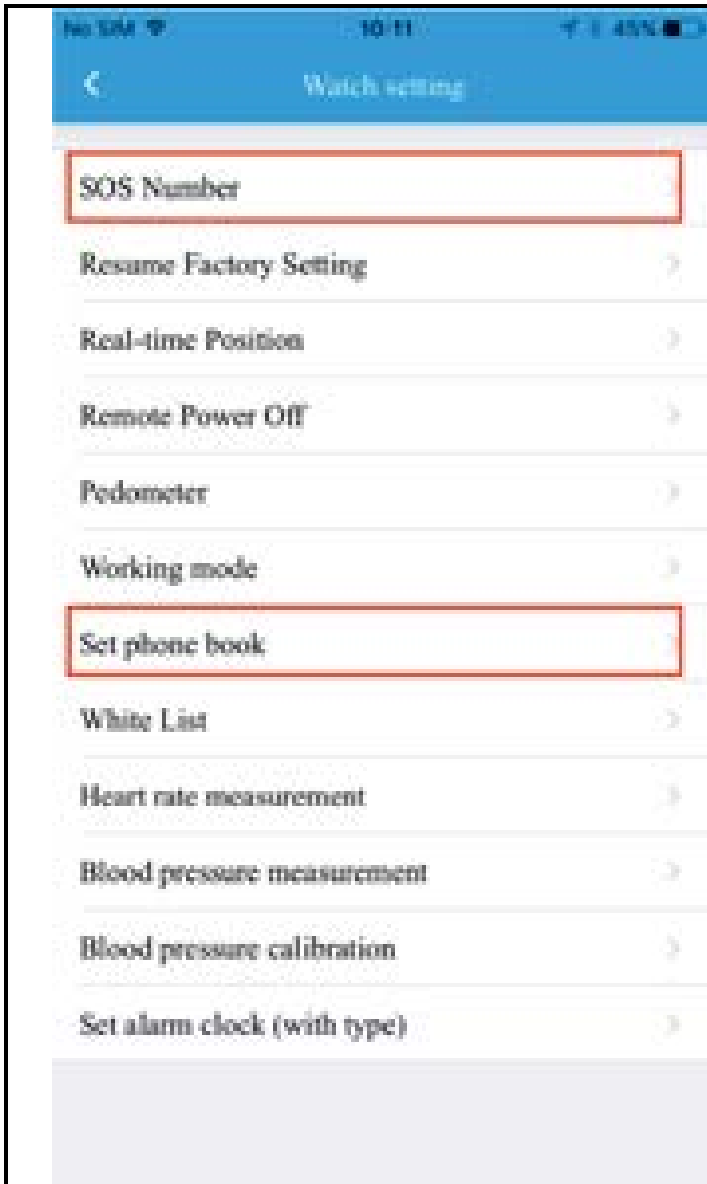 No SIM 10:11 45%
Watch setting
SOS Number
Resume Factory Setting
Real-time Position
Remote Power Off
Pedometer
Working mode
Set phone book
White List
Heart rate measurement
Blood pressure measurement
Blood pressure calibration
Set alarm clock (with type)